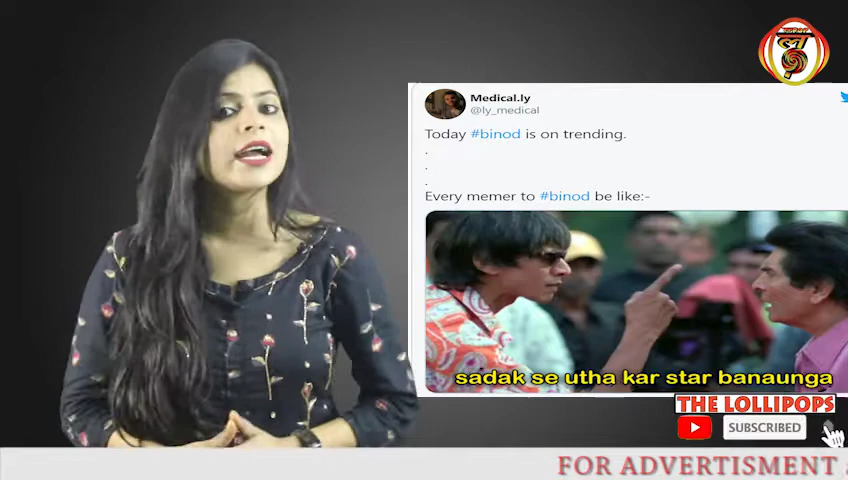 Medical.ly
@ly_medical
Today #binod is on trending.
.
.
.
Every memer to #binod be like:-
sadak se utha kar star banaunga
THE LOLLIPOPS
SUBSCRIBED
FOR ADVERTISMENT